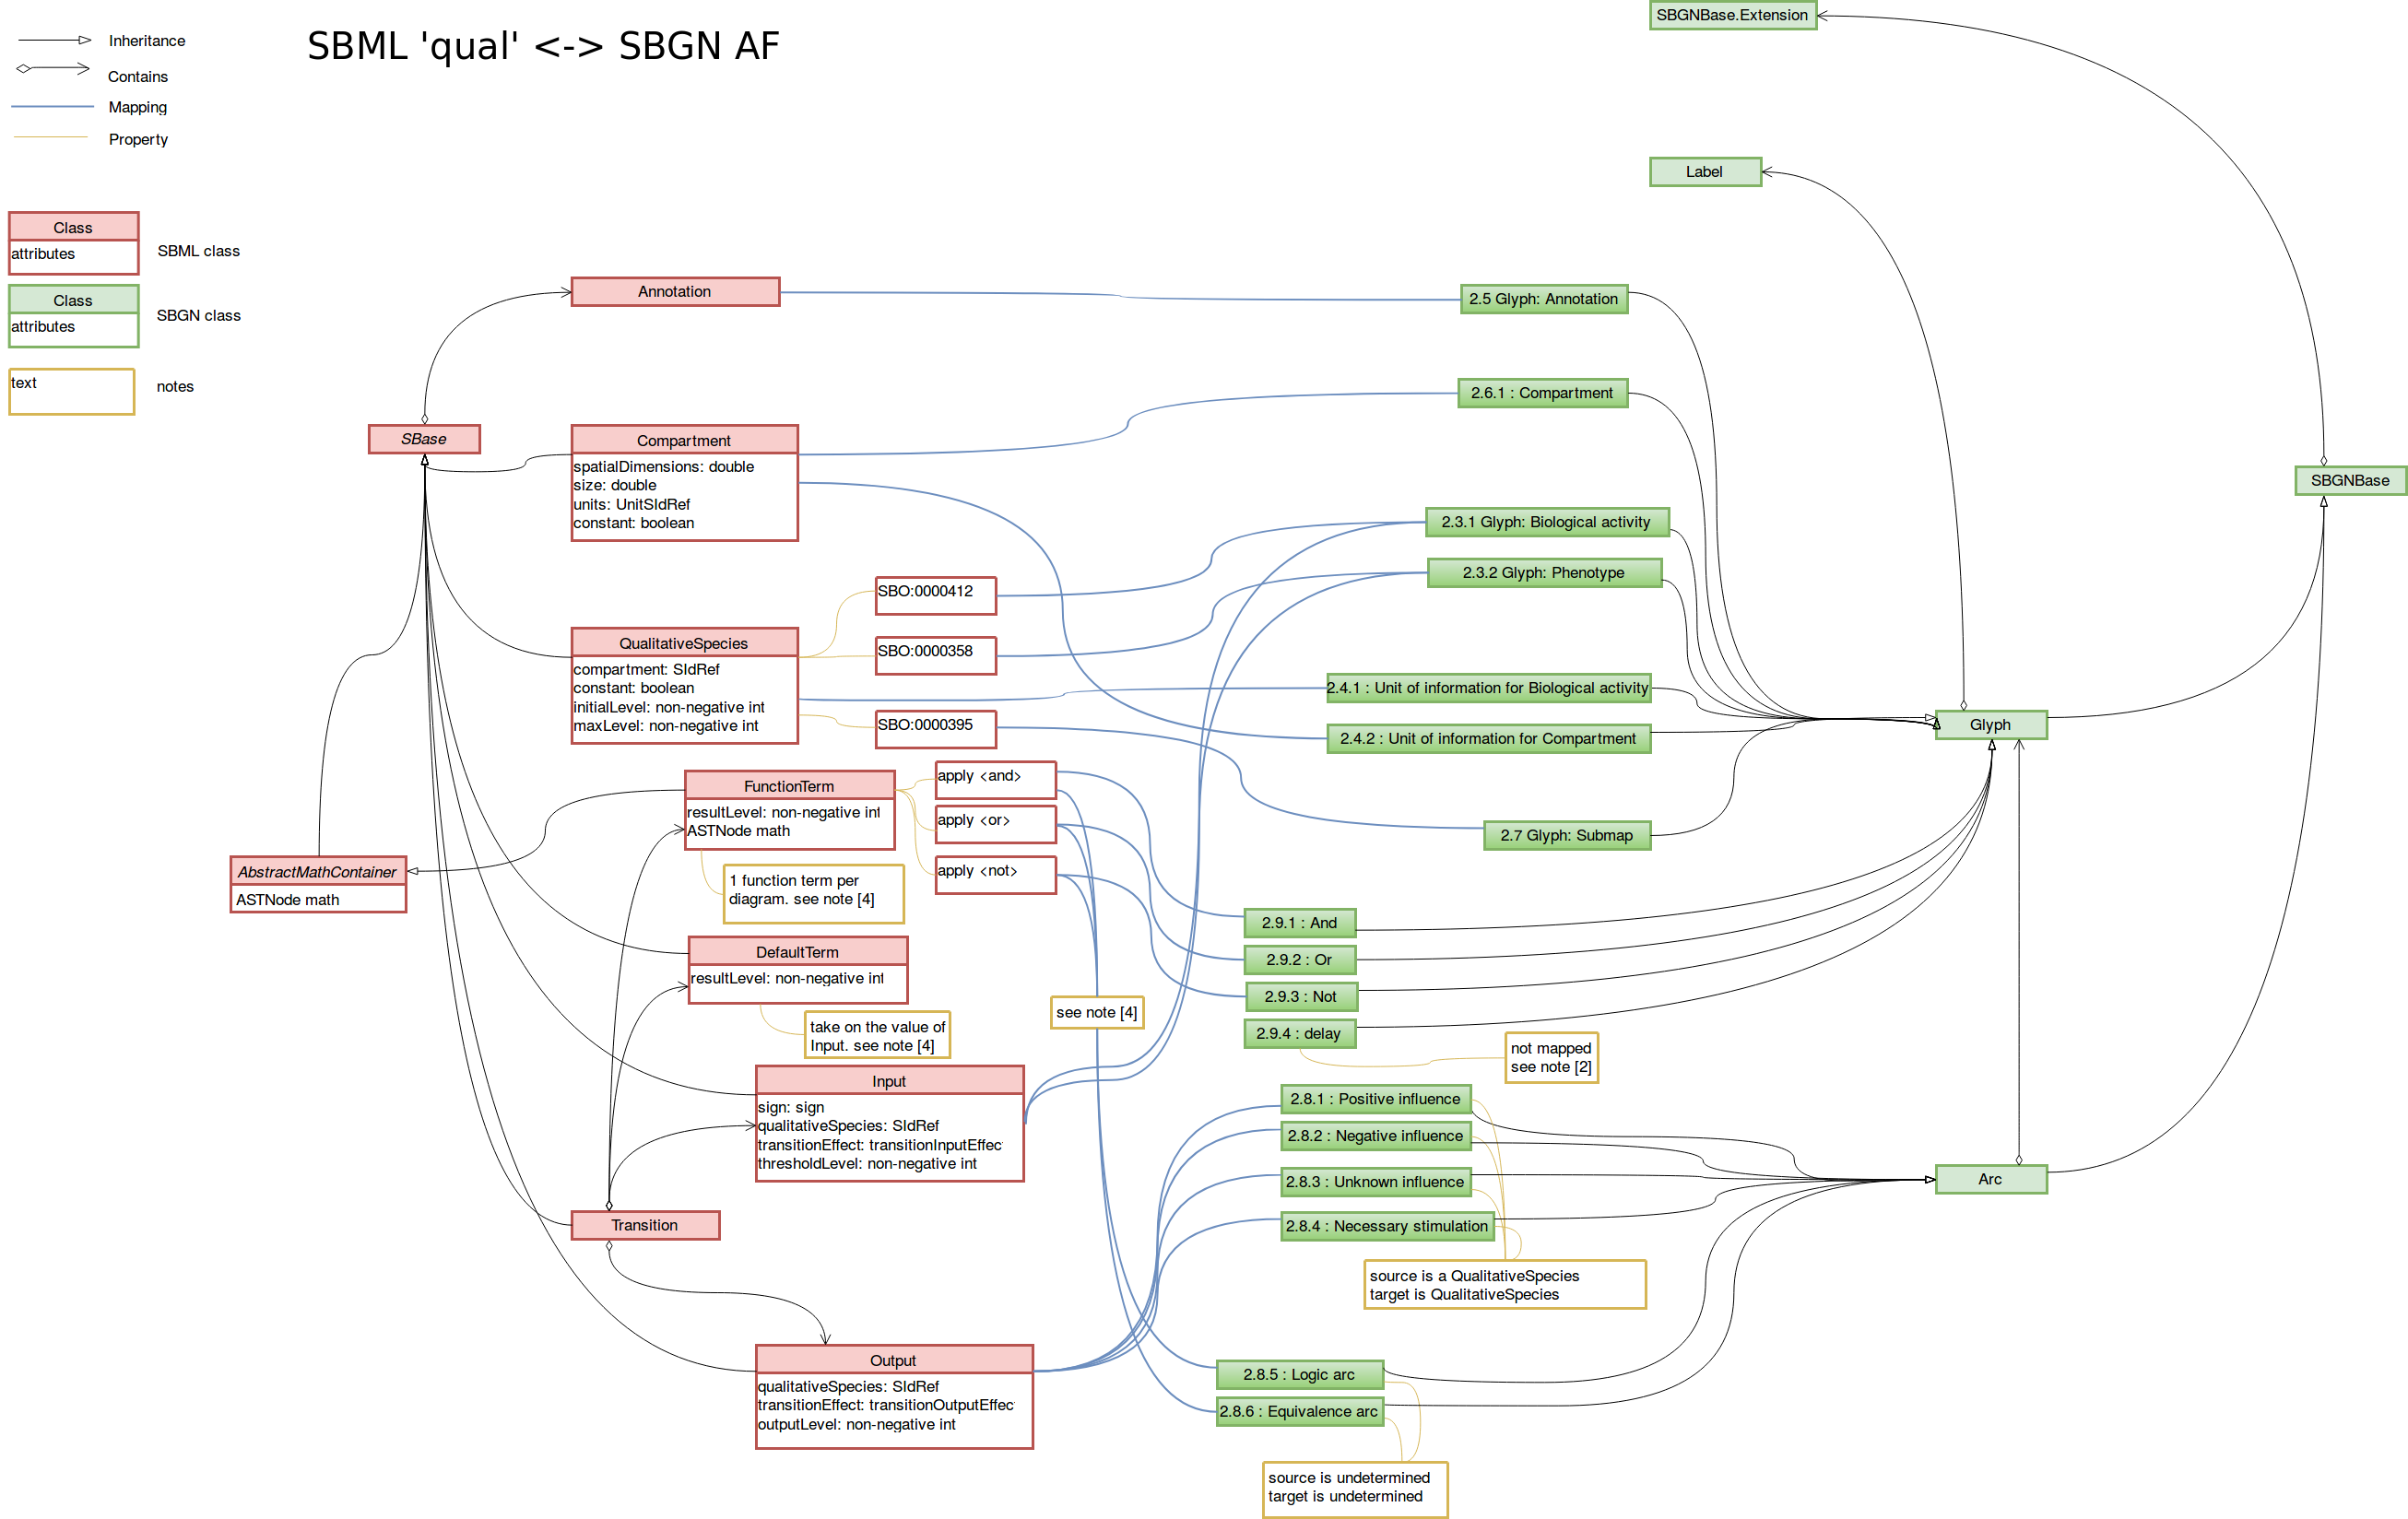 SBML 'qual' <-> SBGN AF
Inheritance
Contains
Mapping
Property
Class
attributes
SBML class
Class
attributes
SBGN class
text
notes
SBGNBase.Extension
Label
Annotation
2.5 Glyph: Annotation
2.6.1 : Compartment
SBase
Compartment
spatialDimensions: double
size: double
units: UnitSIdRef
constant: boolean
SBGNBase
2.3.1 Glyph: Biological activity
2.3.2 Glyph: Phenotype
SBO:0000412
SBO:0000358
QualitativeSpecies
compartment: SIdRef
constant: boolean
initialLevel: non-negative int
maxLevel: non-negative int
SBO:0000395
2.4.1 : Unit of information for Biological activity
2.4.2 : Unit of information for Compartment
Glyph
2.7 Glyph: Submap
FunctionTerm
resultLevel: non-negative int
ASTNode math
apply <and>
apply <or>
apply <not>
AbstractMathContainer
ASTNode math
1 function term per
diagram. see note [4]
2.9.1 : And
2.9.2 : Or
2.9.3 : Not
2.9.4 : delay
DefaultTerm
resultLevel: non-negative int
take on the value of
Input. see note [4]
see note [4]
not mapped
see note [2]
Input
sign: sign
qualitativeSpecies: SIdRef
transitionEffect: transitionInputEffec
thresholdLevel: non-negative int
2.8.1 : Positive influence
2.8.2 : Negative influence
2.8.3 : Unknown influence
2.8.4 : Necessary stimulation
Arc
Transition
source is a QualitativeSpecies
target is QualitativeSpecies
Output
qualitativeSpecies: SIdRef
transitionEffect: transitionOutputEffec
outputLevel: non-negative int
2.8.5 : Logic arc
2.8.6 : Equivalence arc
source is undetermined
target is undetermined